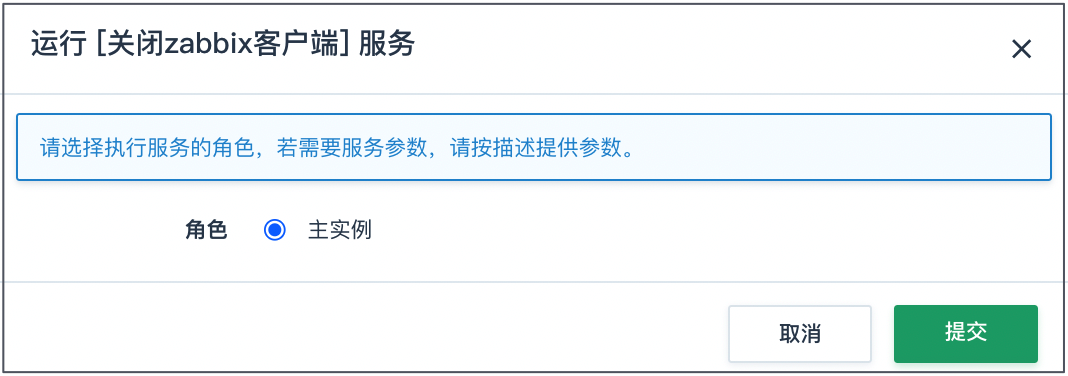 运行 [关闭zabbix客户端] 服务
请选择执行服务的角色，若需要服务参数，请按描述提供参数。
角色 主实例
取消 提交